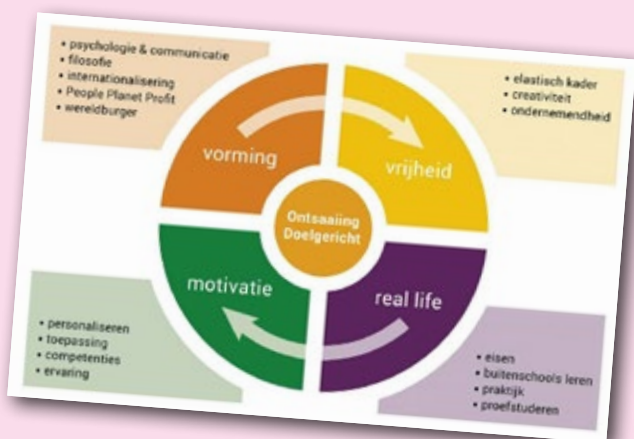 • psychologie & communicatie
• filosofie
• internationalisering
• People Planet Profit
• wereldburger
• elastisch kader
• creativiteit
• ondernemendheid
vorming
vrijheid
Ontsaaiing
Doelgericht
motivatie
real life
• personaliseren
• toepassing
• competenties
• ervaring
• eisen
• buitenschools leren
• praktijk
• proefstuderen